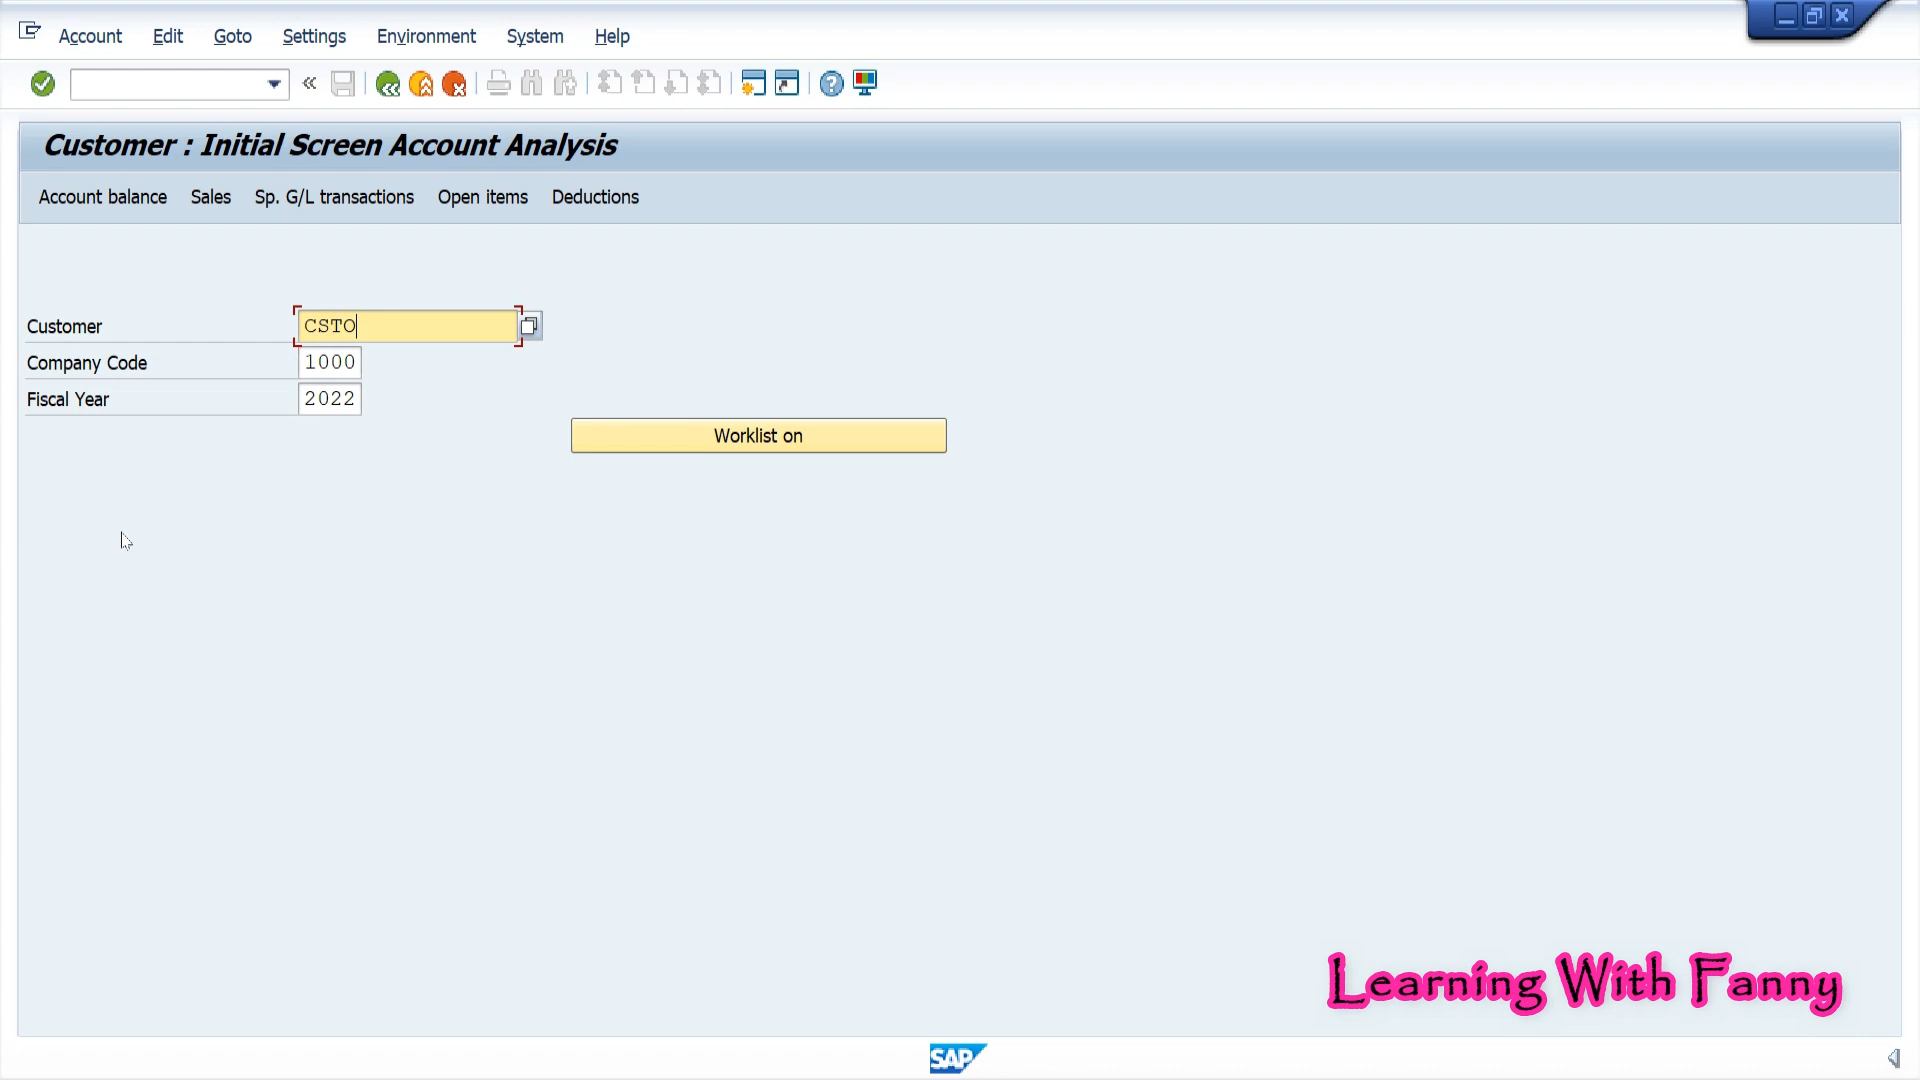 Account Edit Goto Settings Environment System Help
Customer : Initial Screen Account Analysis
Account balance Sales Sp. G/L transactions Open items Deductions
Customer CSTO
Company Code 1000
Fiscal Year 2022
Worklist on
Learning With Fanny
SAP